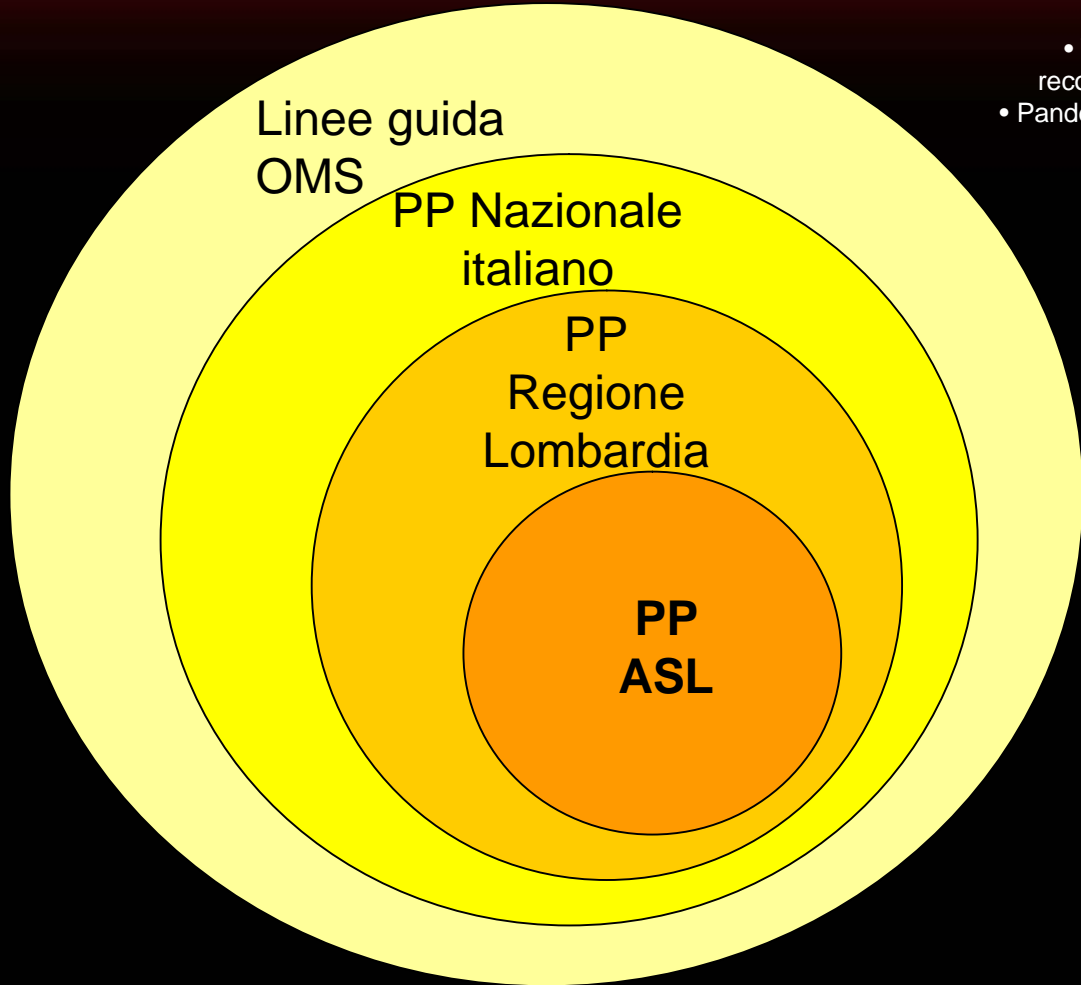 Linee guida
OMS
PP Nazionale
italiano
PP
Regione
Lombardia
PP
ASL
•
•